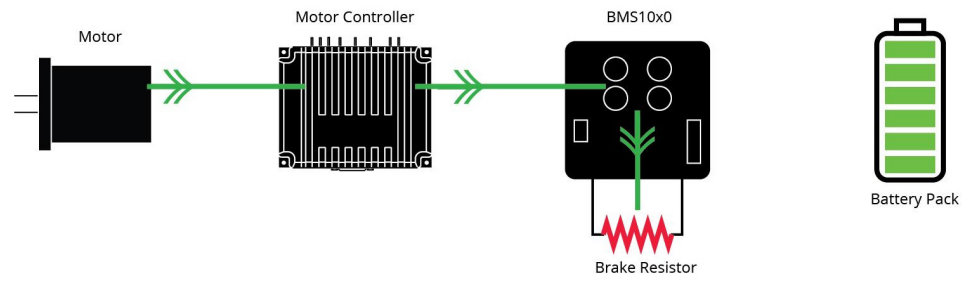 Motor
Motor Controller
BMS10x0
Battery Pack
Brake Resistor